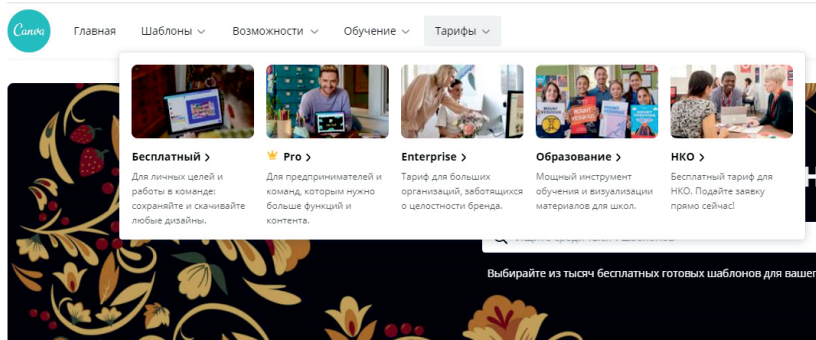 Canva
Главная
Шаблоны
Возможности
Обучение
Тарифы
Бесплатный >
Для личных целей и
работы в команде:
сохраняйте и скачивайте
любые дизайны.
Pro >
Для предпринимателей и
команд, которым нужно
больше функций и
контента.
Enterprise >
Тариф для больших
организаций, заботящихся
о целостности бренда.
Образование >
Мощный инструмент
обучения и визуализации
материалов для школ.
НКО >
Бесплатный тариф для
НКО. Подайте заявку
прямо сейчас!
Выбирайте из тысяч бесплатных готовых шаблонов для вашег